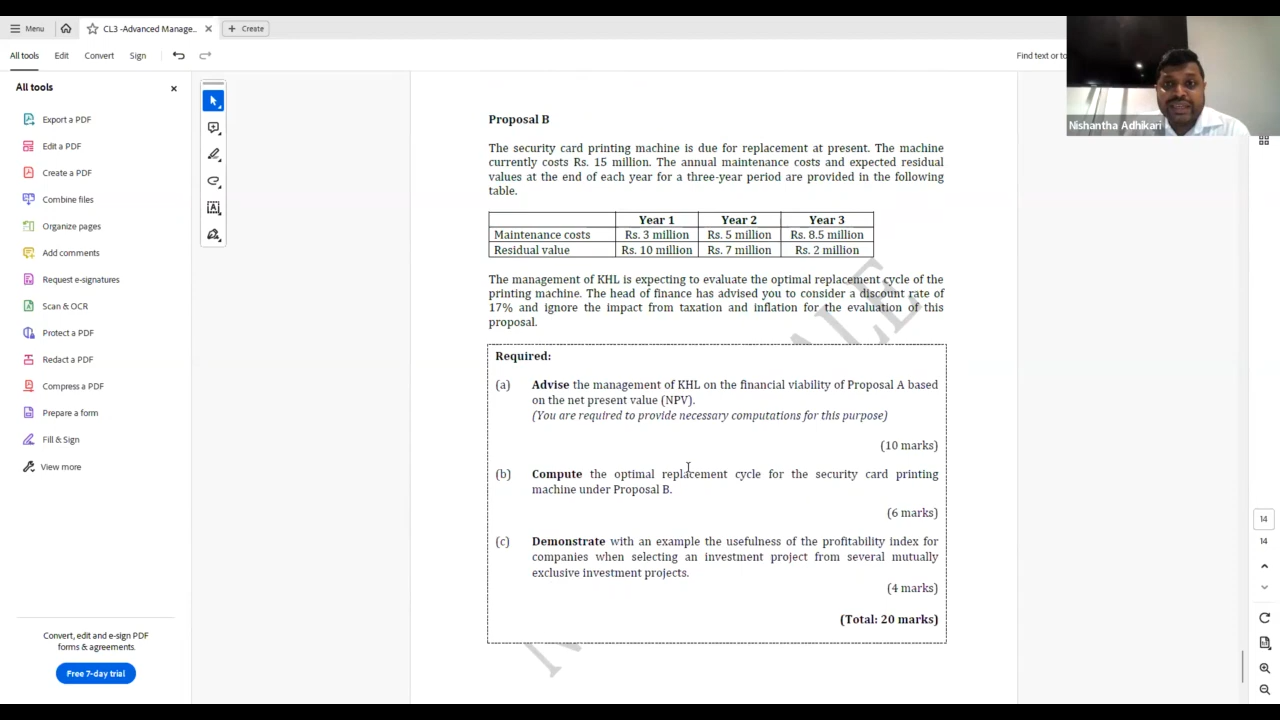 Menu
CL3 -Advanced Manage...
Create
All tools Edit Convert Sign
Find text or to
All tools
Export a PDF
Edit a PDF
Create a PDF
Combine files
Organize pages
Add comments
Request e-signatures
Scan & OCR
Protect a PDF
Redact a PDF
Compress a PDF
Prepare a form
Fill & Sign
View more
Convert, edit and e-sign PDF
forms & agreements.
Free 7-day trial
Nishantha Adhikari
Proposal B
The security card printing machine is due for replacement at present. The machine
currently costs Rs. 15 million. The annual maintenance costs and expected residual
values at the end of each year for a three-year period are provided in the following
table.
Year 1 Year 2 Year 3
Maintenance costs Rs. 3 million Rs. 5 million Rs. 8.5 million
Residual value Rs. 10 million Rs. 7 million Rs. 2 million
The management of KHL is expecting to evaluate the optimal replacement cycle of the
printing machine. The head of finance has advised you to consider a discount rate of
17% and ignore the impact from taxation and inflation for the evaluation of this
proposal.
Required:
(a) Advise the management of KHL on the financial viability of Proposal A based
on the net present value (NPV).
(You are required to provide necessary computations for this purpose)
(10 marks)
(b) Compute the optimal replacement cycle for the security card printing
machine under Proposal B.
(6 marks)
(c) Demonstrate with an example the usefulness of the profitability index for
companies when selecting an investment project from several mutually
exclusive investment projects.
(4 marks)
(Total: 20 marks)
14
14